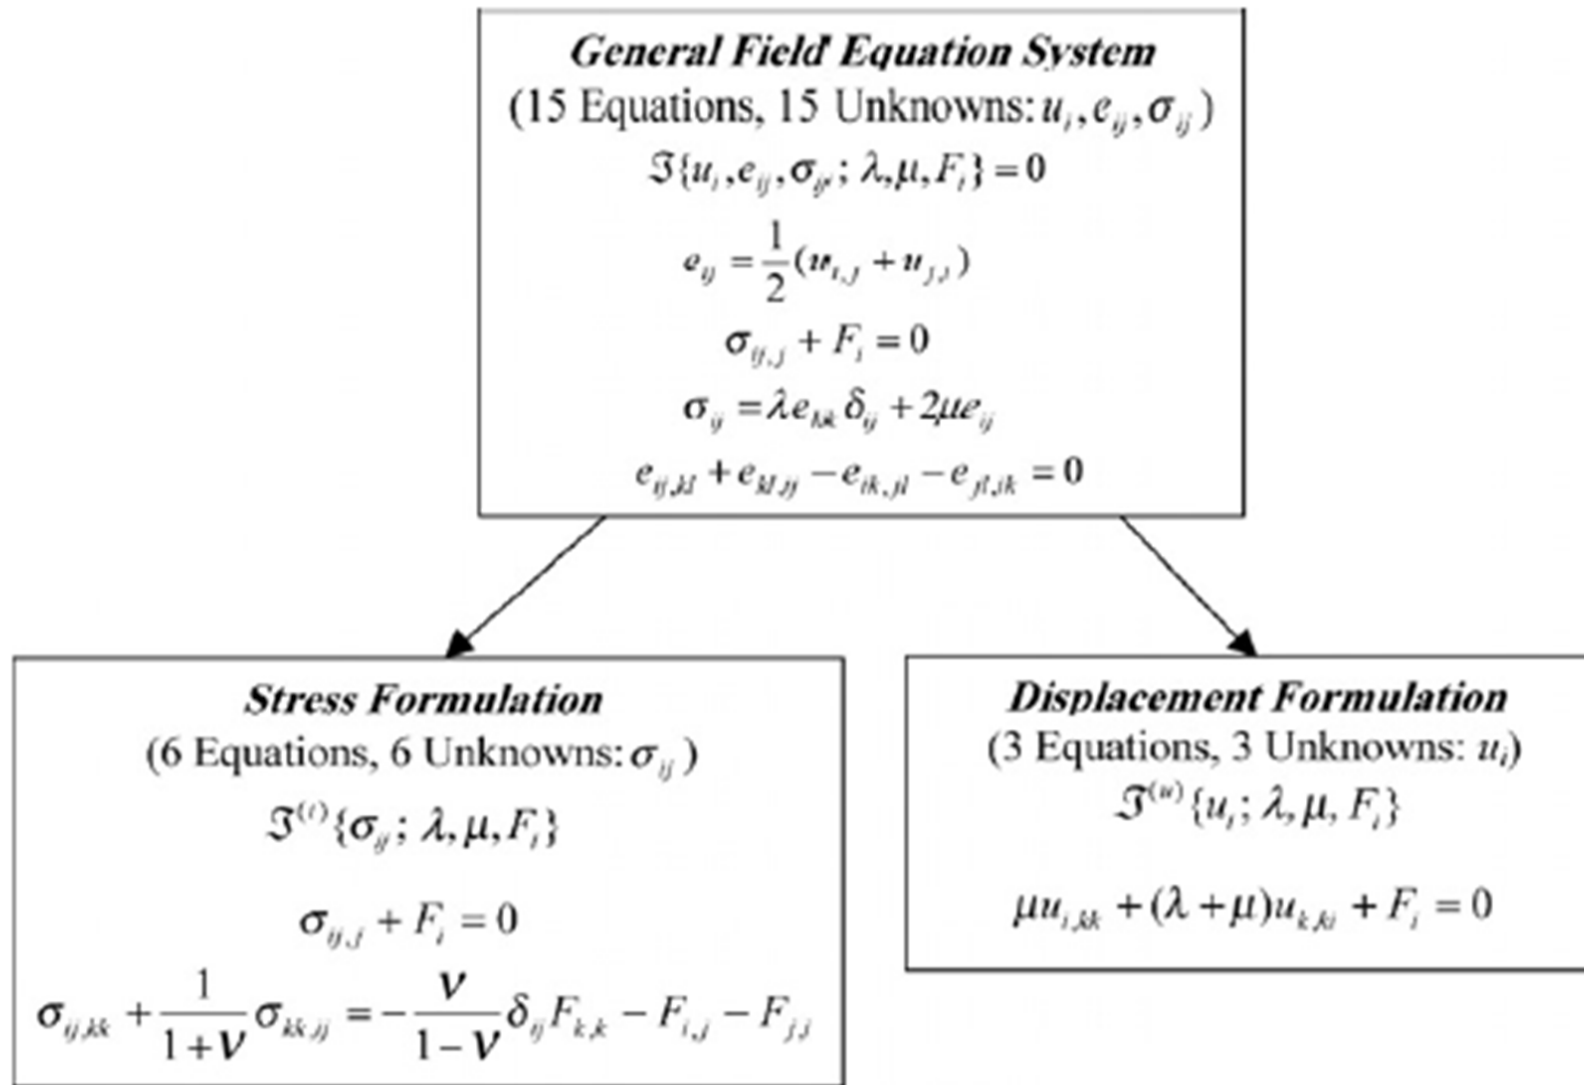 General Field Equation System
(15 Equations, 15 Unknowns: u_i, e_ij, σ_ij)
ℑ{u_i, e_ij, σ_ij; λ, μ, F_i} = 0
e_ij = 1/2 (u_i,j + u_j,i)
σ_ij,j + F_i = 0
σ_ij = λe_kk δ_ij + 2μe_ij
e_ij,kl + e_kl,ij − e_ik,jl − e_jl,ik = 0
Stress Formulation
(6 Equations, 6 Unknowns: σ_ij)
ℑ^(t){σ_ij; λ, μ, F_i}
σ_ij,j + F_i = 0
σ_ij,kk + 1/(1+ν) σ_kk,ij = − ν/(1−ν) δ_ij F_k,k − F_i,j − F_j,i
Displacement Formulation
(3 Equations, 3 Unknowns: u_i)
ℑ^(u){u_i; λ, μ, F_i}
μu_i,kk + (λ + μ)u_k,ki + F_i = 0